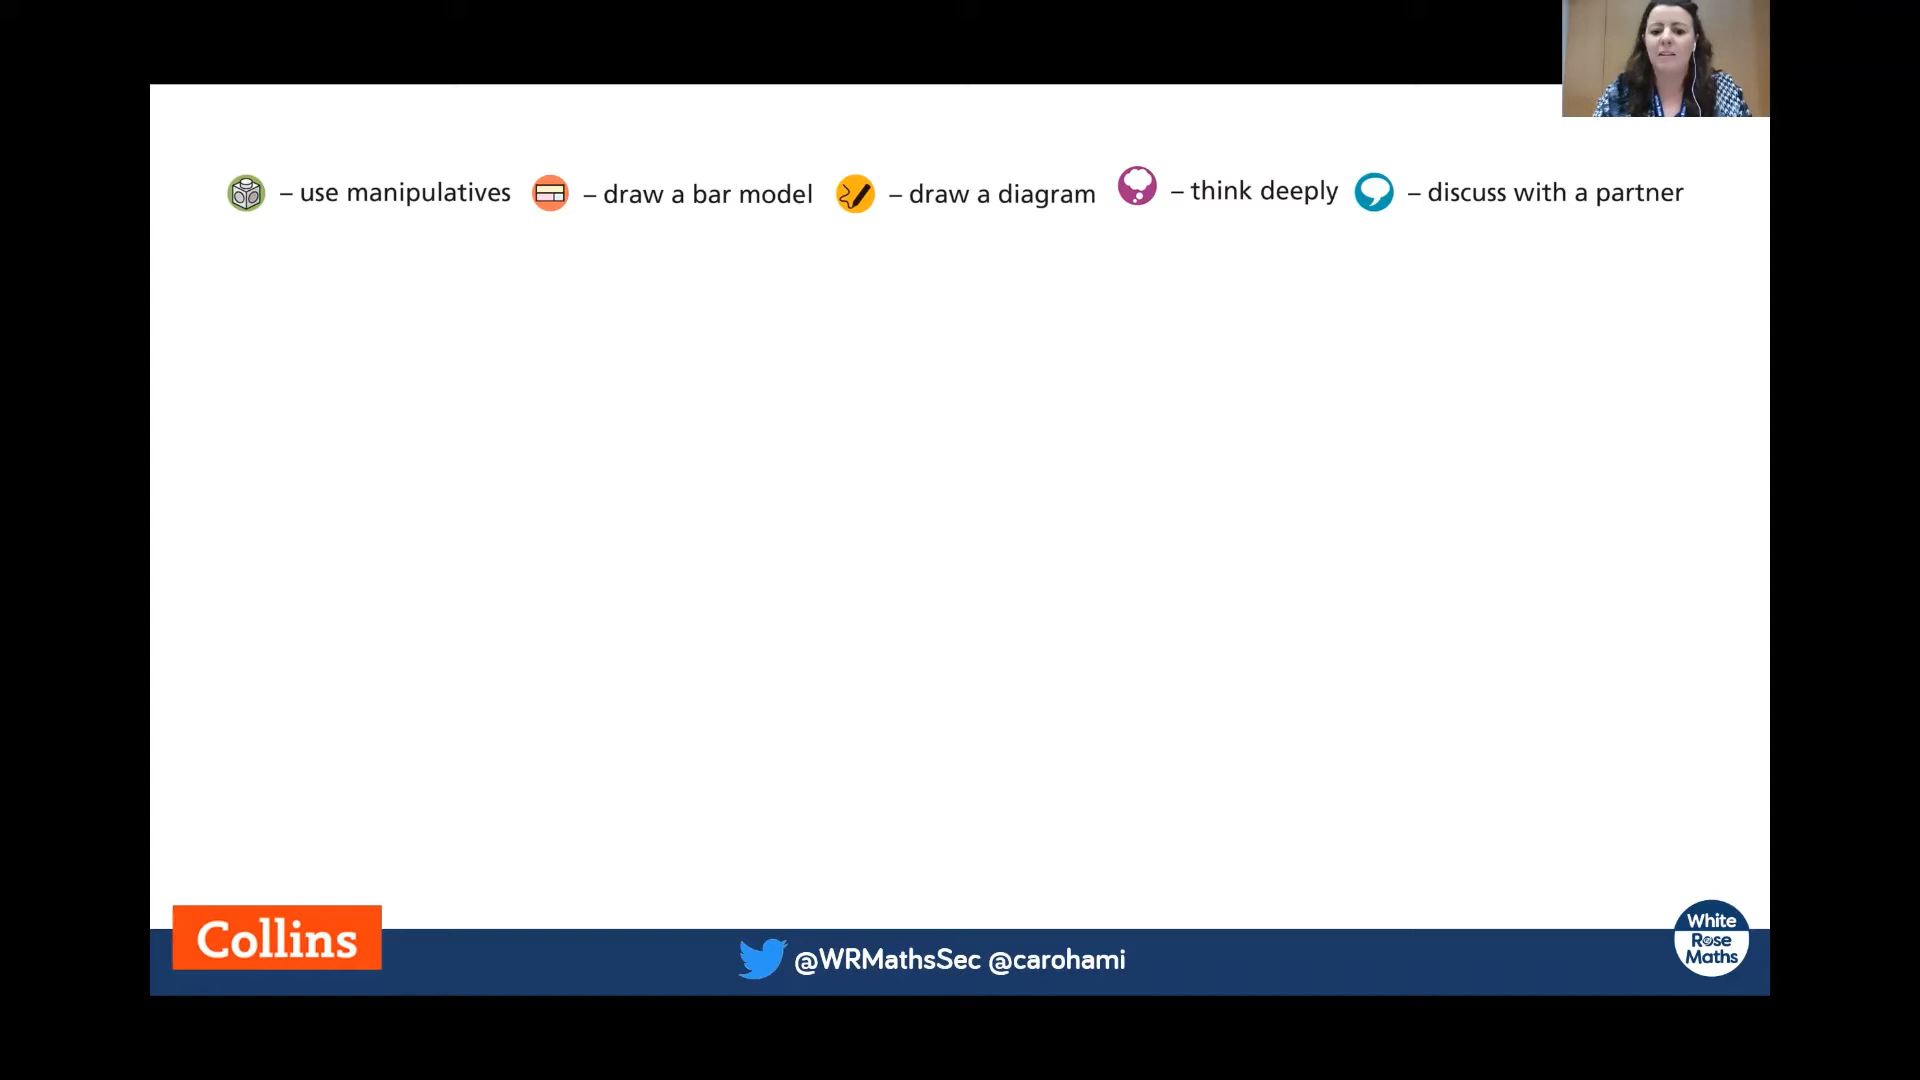 – use manipulatives – draw a bar model – draw a diagram – think deeply – discuss with a partner
Collins
@WRMathsSec @carohami
White
Rose
Maths